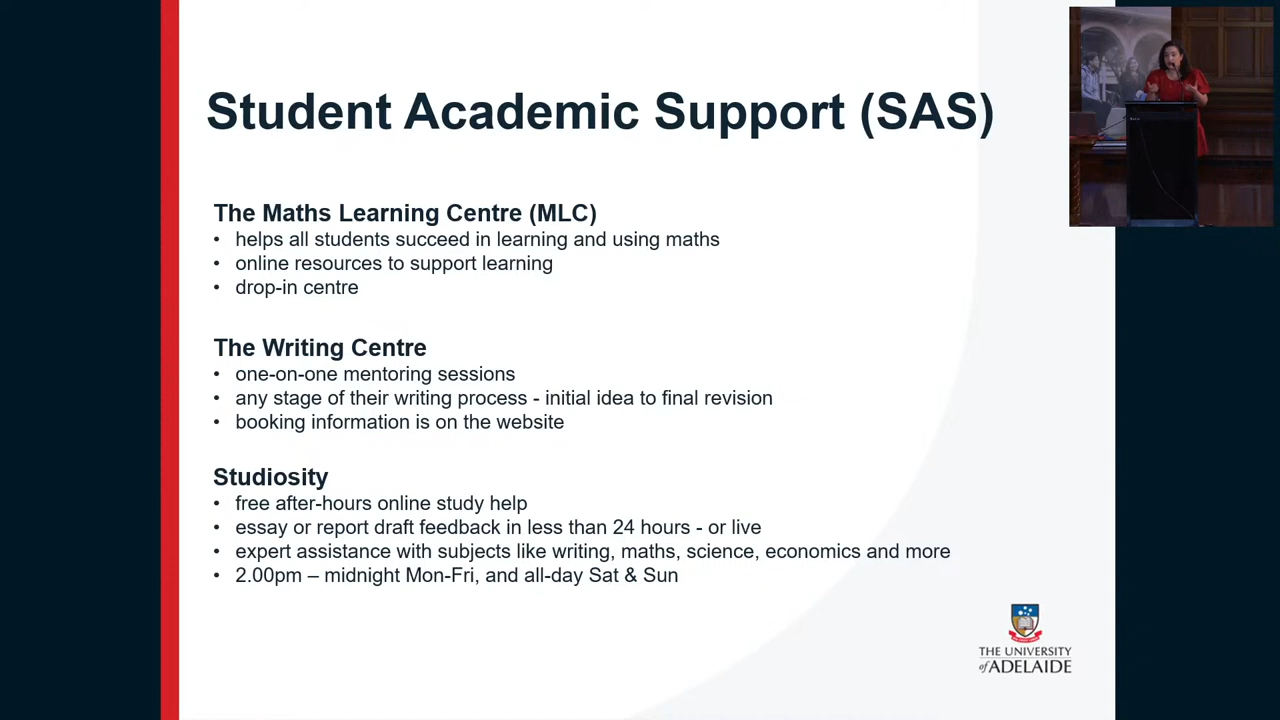 Student Academic Support (SAS)
The Maths Learning Centre (MLC)
• helps all students succeed in learning and using maths
• online resources to support learning
• drop-in centre
The Writing Centre
• one-on-one mentoring sessions
• any stage of their writing process - initial idea to final revision
• booking information is on the website
Studiosity
• free after-hours online study help
• essay or report draft feedback in less than 24 hours - or live
• expert assistance with subjects like writing, maths, science, economics and more
• 2.00pm – midnight Mon-Fri, and all-day Sat & Sun
THE UNIVERSITY
of ADELAIDE